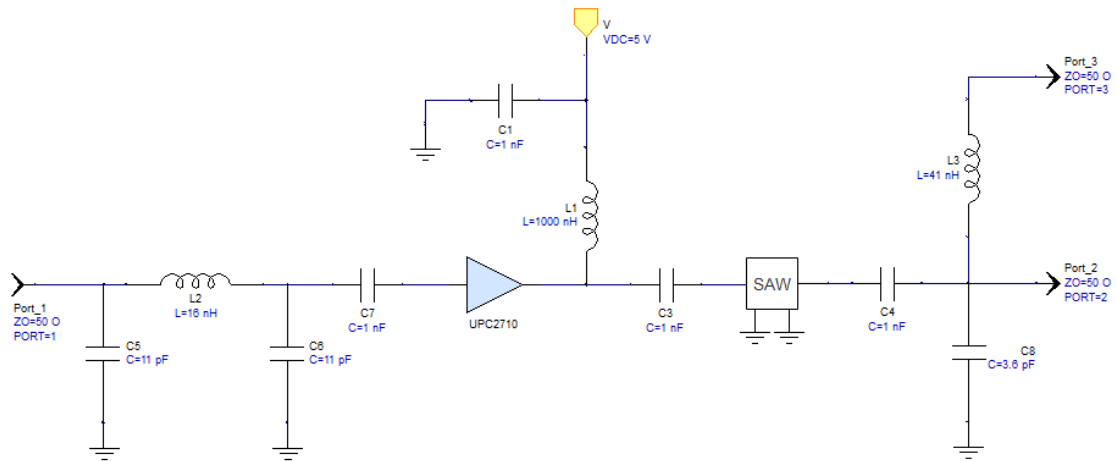 V
VDC=5 V
Port_3
ZO=50 O
PORT=3
C1
C=1 nF
L3
L=41 nH
L1
L=1000 nH
Port_1
ZO=50 O
PORT=1
L2
L=16 nH
C7
C=1 nF
UPC2710
C3
C=1 nF
SAW
C4
C=1 nF
Port_2
ZO=50 O
PORT=2
C5
C=11 pF
C6
C=11 pF
C8
C=3.6 pF